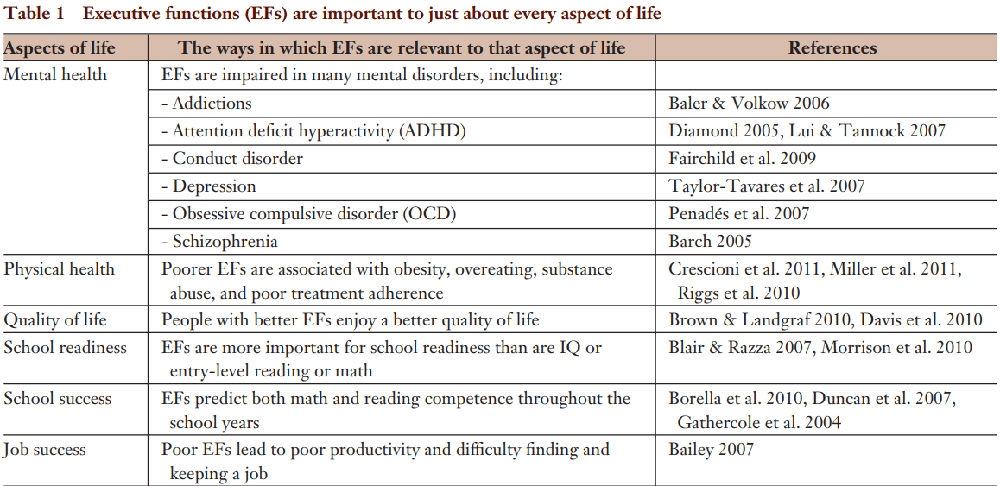 Table 1 Executive functions (EFs) are important to just about every aspect of life
Aspects of life The ways in which EFs are relevant to that aspect of life References
Mental health EFs are impaired in many mental disorders, including:
- Addictions Baler & Volkow 2006
- Attention deficit hyperactivity (ADHD) Diamond 2005, Lui & Tannock 2007
- Conduct disorder Fairchild et al. 2009
- Depression Taylor-Tavares et al. 2007
- Obsessive compulsive disorder (OCD) Penadés et al. 2007
- Schizophrenia Barch 2005
Physical health Poorer EFs are associated with obesity, overeating, substance Crescioni et al. 2011, Miller et al. 2011,
abuse, and poor treatment adherence Riggs et al. 2010
Quality of life People with better EFs enjoy a better quality of life Brown & Landgraf 2010, Davis et al. 2010
School readiness EFs are more important for school readiness than are IQ or Blair & Razza 2007, Morrison et al. 2010
entry-level reading or math
School success EFs predict both math and reading competence throughout the Borella et al. 2010, Duncan et al. 2007,
school years Gathercole et al. 2004
Job success Poor EFs lead to poor productivity and difficulty finding and Bailey 2007
keeping a job